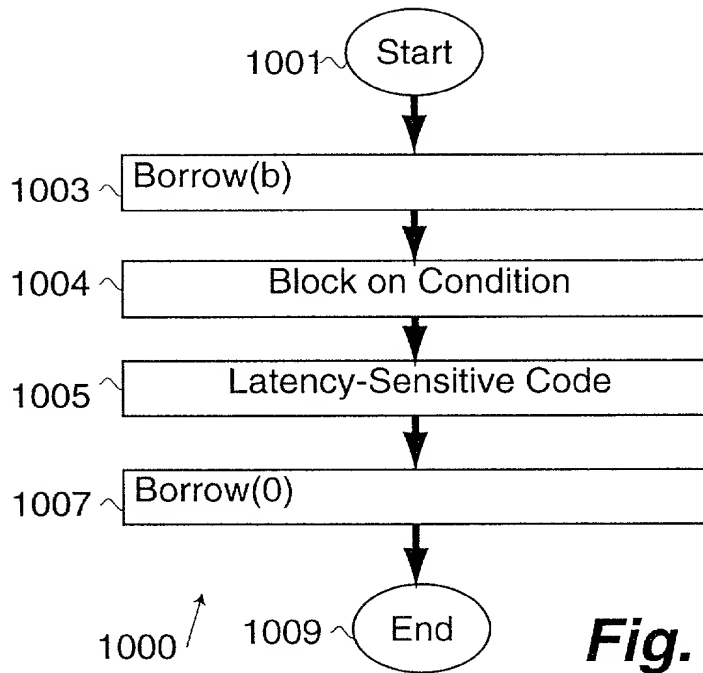 1001 Start
1003 Borrow(b)
1004 Block on Condition
1005 Latency-Sensitive Code
1007 Borrow(0)
1000 1009 End Fig.